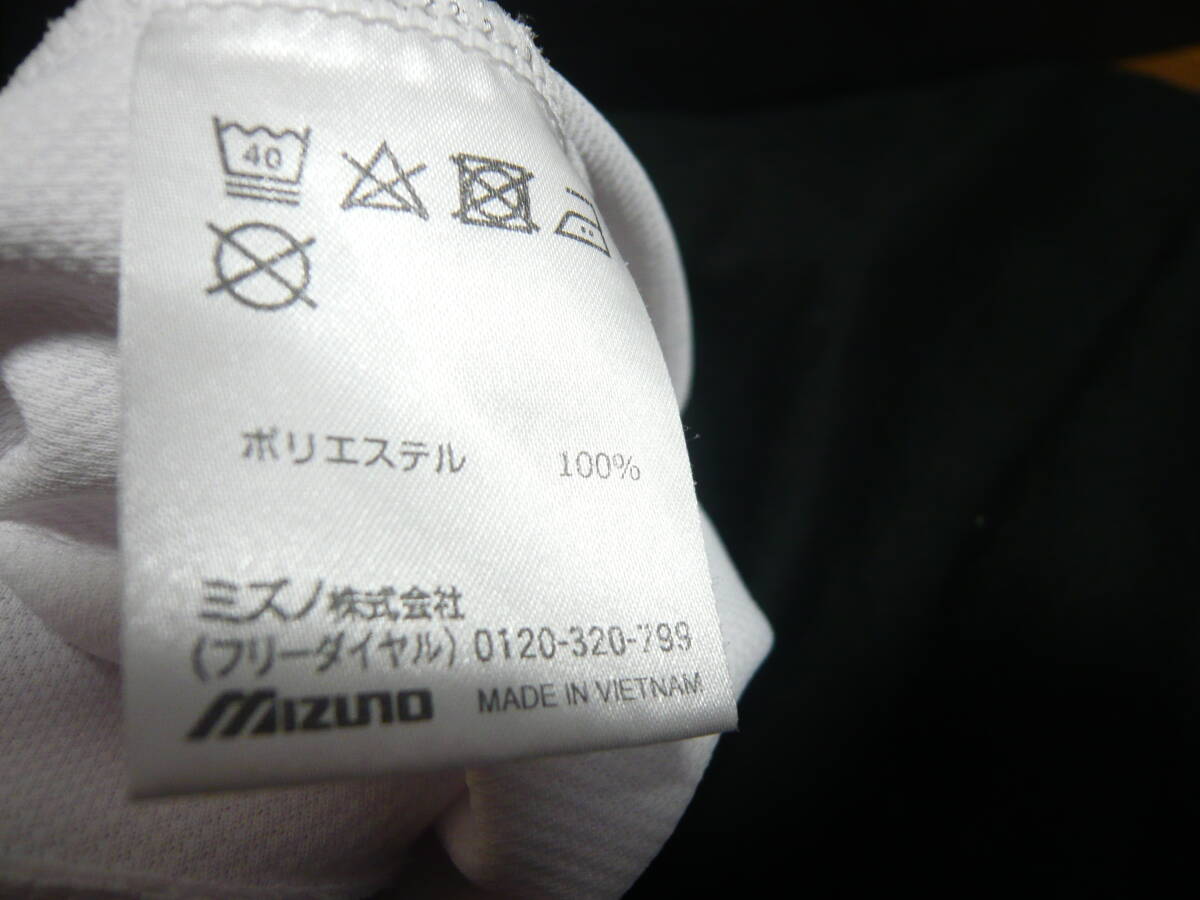 40
ポリエステル 100%
ミズノ株式会社
(フリーダイヤル) 0120-320-799
MIZUNO MADE IN VIETNAM